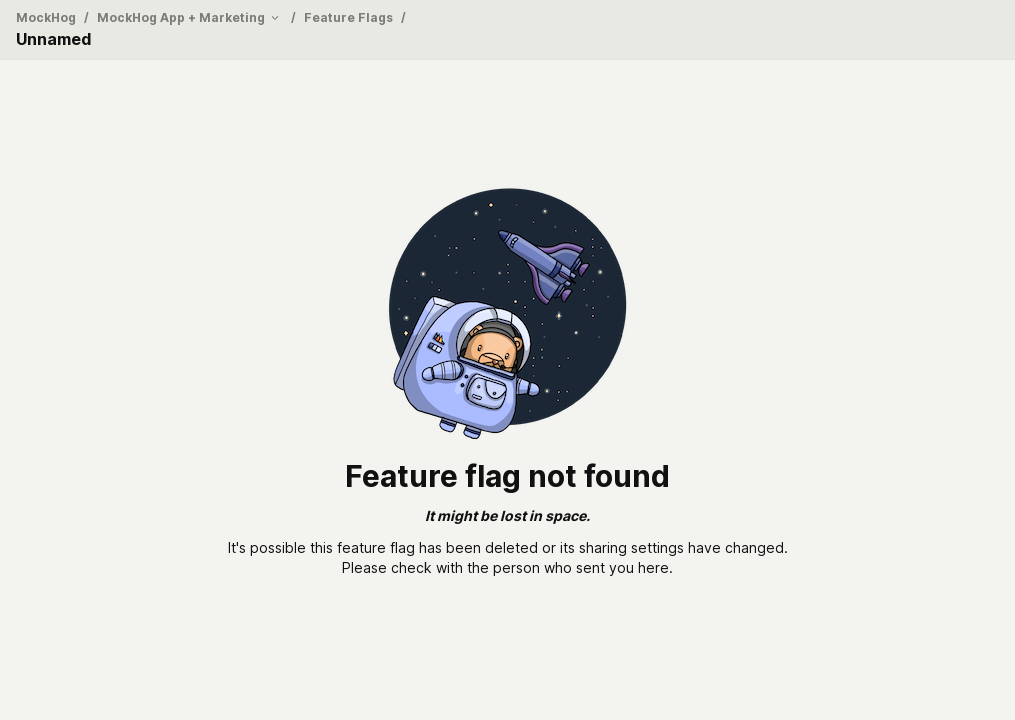 MockHog / MockHog App + Marketing / Feature Flags /
Unnamed
Feature flag not found
It might be lost in space.
It's possible this feature flag has been deleted or its sharing settings have changed.
Please check with the person who sent you here.